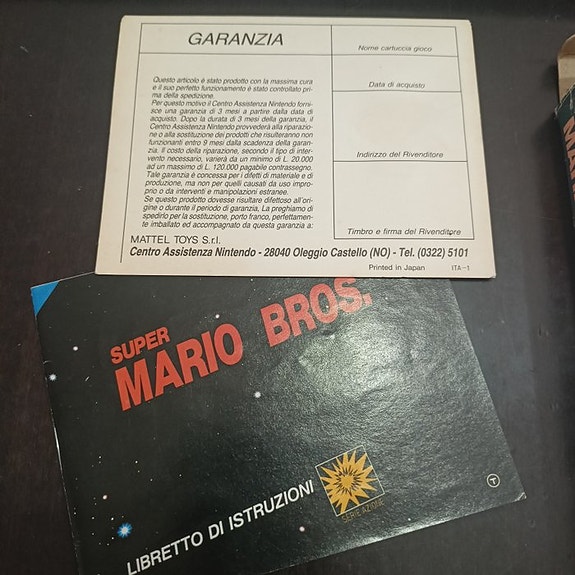 GARANZIA
Nome cartuccia gioco
Data di acquisto
Indirizzo del Rivenditore
Timbro e firma del Rivenditore
Questo articolo è stato prodotto con la massima cura
e il suo perfetto funzionamento è stato controllato pri-
ma della spedizione.
Per questo motivo il Centro Assistenza Nintendo forni-
sce una garanzia di 3 mesi a partire dalla data di
acquisto. Dopo la durata di 3 mesi della garanzia, il
Centro Assistenza Nintendo provvederà alla riparazio-
ne o alla sostituzione dei prodotti che risulteranno non
funzionanti entro 9 mesi dalla scadenza della garan-
zia. Il costo della riparazione, secondo il tipo di inter-
vento necessario, varierà da un minimo di L. 20.000
ad un massimo di L. 120.000 pagabile contrassegno.
Tale garanzia è concessa per i difetti di materiale e di
produzione, ma non per quelli causati da uso impro-
prio o da interventi e manipolazioni estranee.
Se questo prodotto dovesse risultare difettoso all'ori-
gine o durante il periodo di garanzia, La preghiamo di
spedirlo per la sostituzione, porto franco, perfettamen-
te imballato ed accompagnato da questa garanzia a:
MATTEL TOYS S.r.l.
Centro Assistenza Nintendo - 28040 Oleggio Castello (NO) - Tel. (0322) 5101
Printed in Japan ITA-1
SUPER
MARIO BROS.
LIBRETTO DI ISTRUZIONI
SERIE AZIONE
T